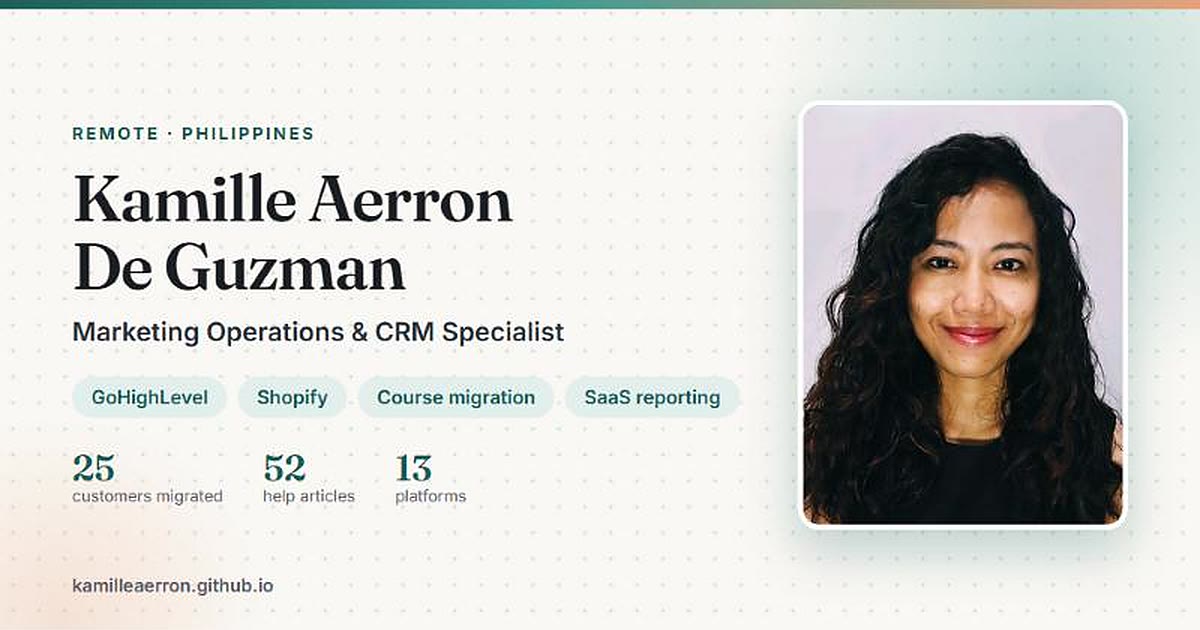 REMOTE · PHILIPPINES
Kamille Aerron
De Guzman
Marketing Operations & CRM Specialist
GoHighLevel Shopify Course migration SaaS reporting
25 52 13
customers migrated help articles platforms
kamilleaerron.github.io